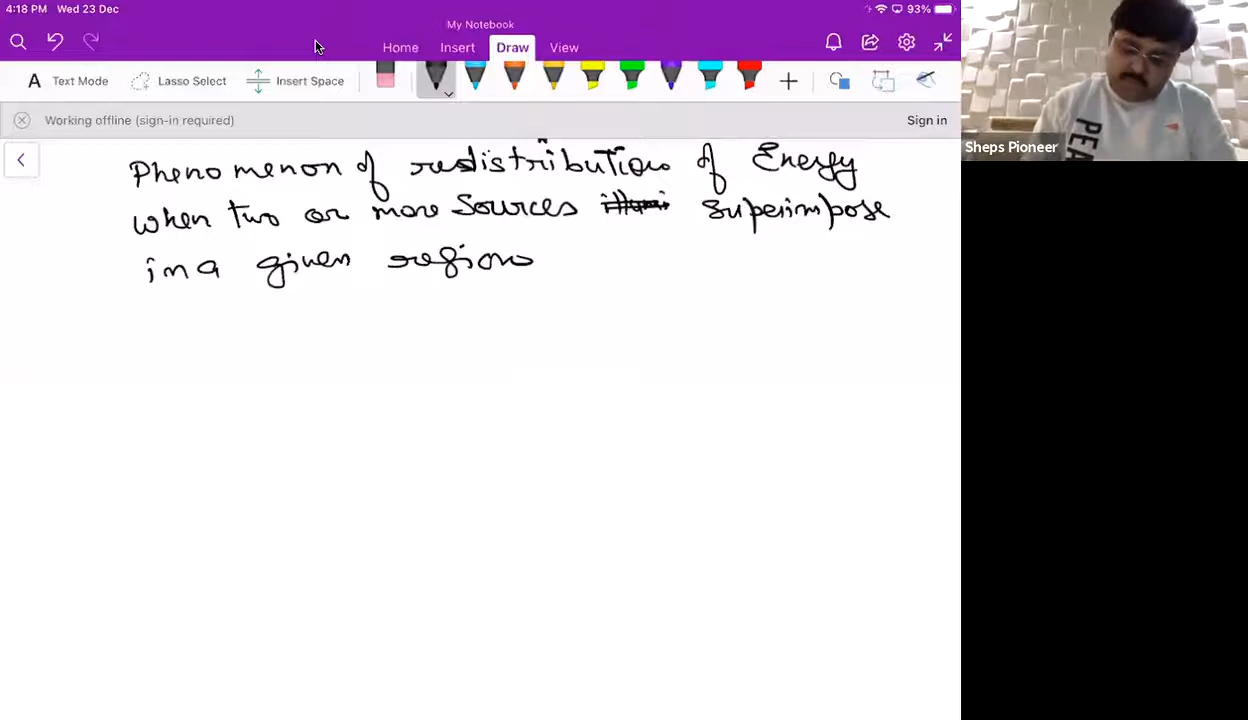 4:18 PM Wed 23 Dec
93%
My Notebook
Home Insert Draw View
A Text Mode Lasso Select Insert Space
Working offline (sign-in required) Sign in
Phenomenon of redistribution of Energy
when two or more Sources superimpose
in a given region
Sheps Pioneer
PEA